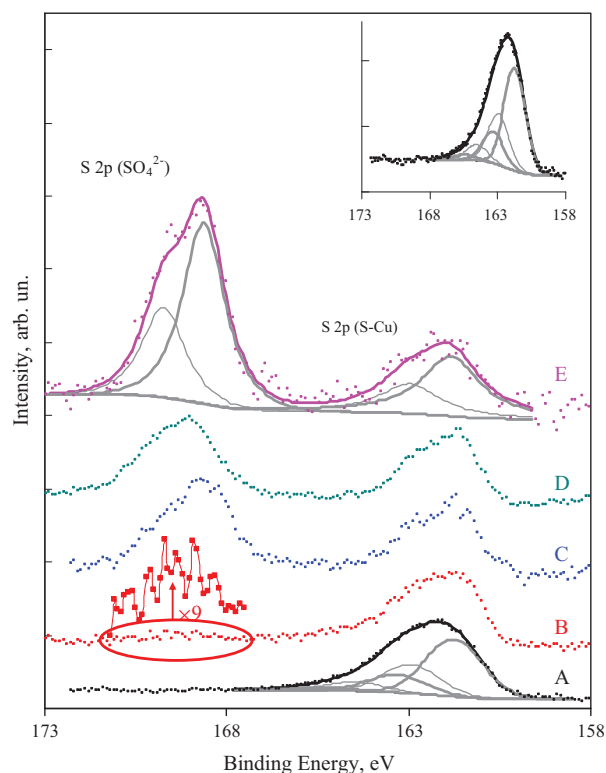 173 168 163 158
S 2p (SO₄²⁻)
S 2p (S-Cu)
E
D
C
×9
B
A
Intensity, arb. un.
173 168 163 158
Binding Energy, eV